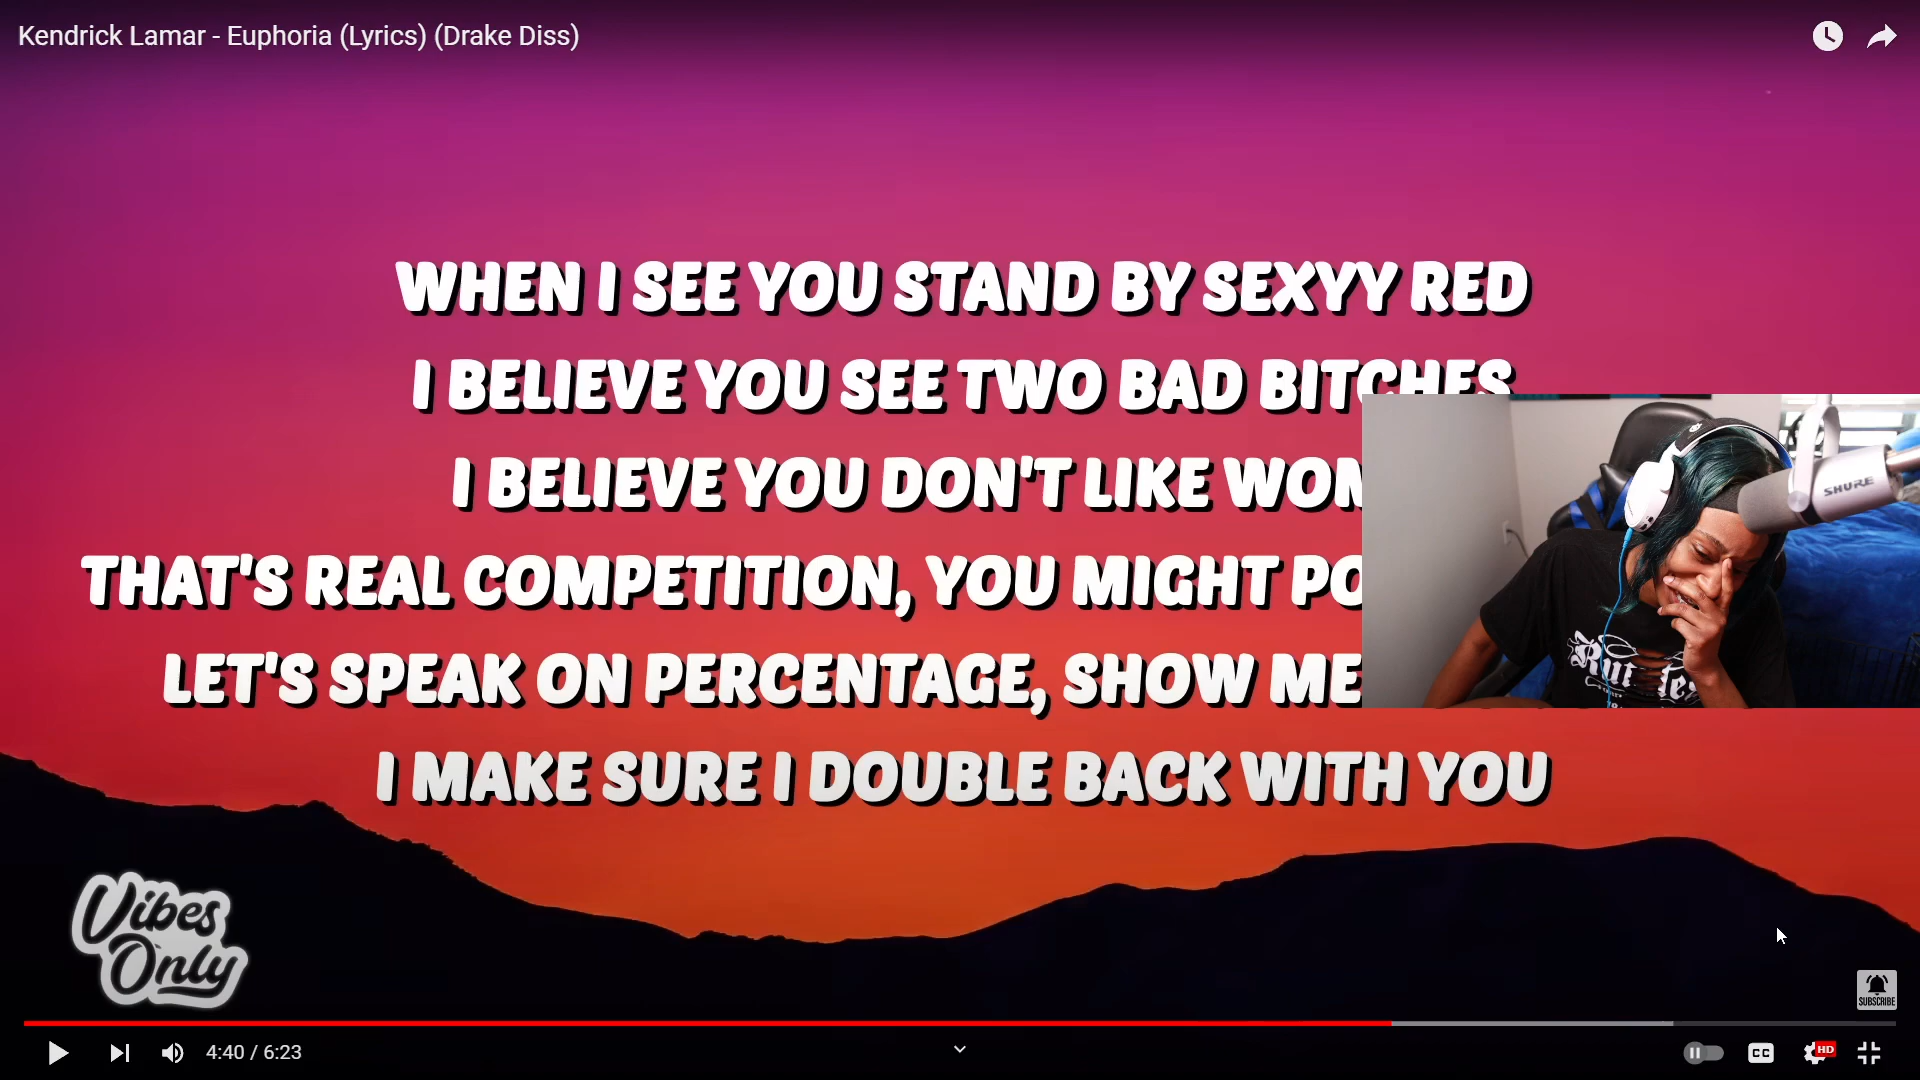 Kendrick Lamar - Euphoria (Lyrics) (Drake Diss)
WHEN I SEE YOU STAND BY SEXYY RED
I BELIEVE YOU SEE TWO BAD BITCHES
I BELIEVE YOU DON'T LIKE
THAT'S REAL COMPETITION, YOU MIGHT
SHURE
LET'S SPEAK ON PERCENTAGE, SHOW ME
I MAKE SURE I DOUBLE BACK WITH YOU
Vibes
Only
SUBSCRIBE
4:40 / 6:23
CC
HD